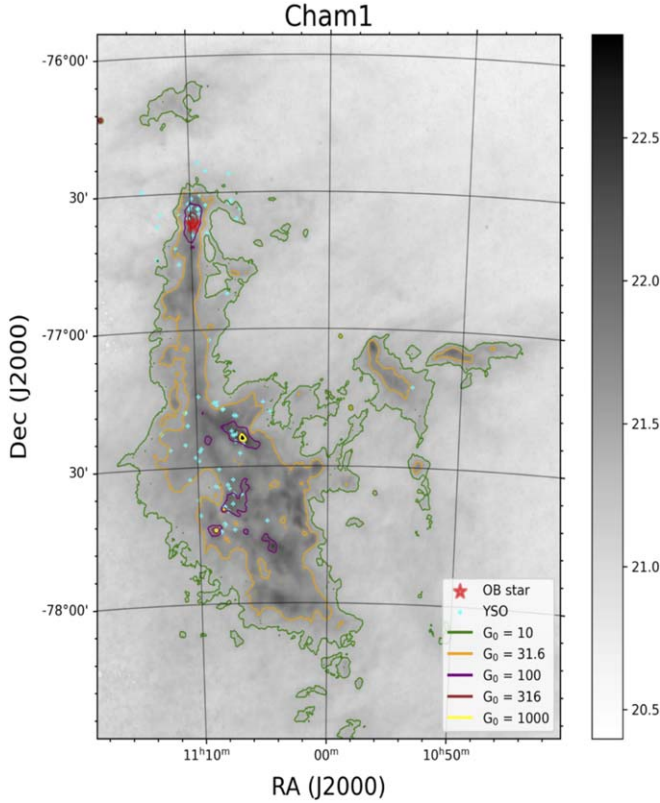 Cham1
-76°00'
30'
-77°00'
30'
-78°00'
Dec (J2000)
11ʰ10ᵐ
00ᵐ
10ʰ50ᵐ
RA (J2000)
OB star
YSO
G₀ = 10
G₀ = 31.6
G₀ = 100
G₀ = 316
G₀ = 1000
22.5
22.0
21.5
21.0
20.5